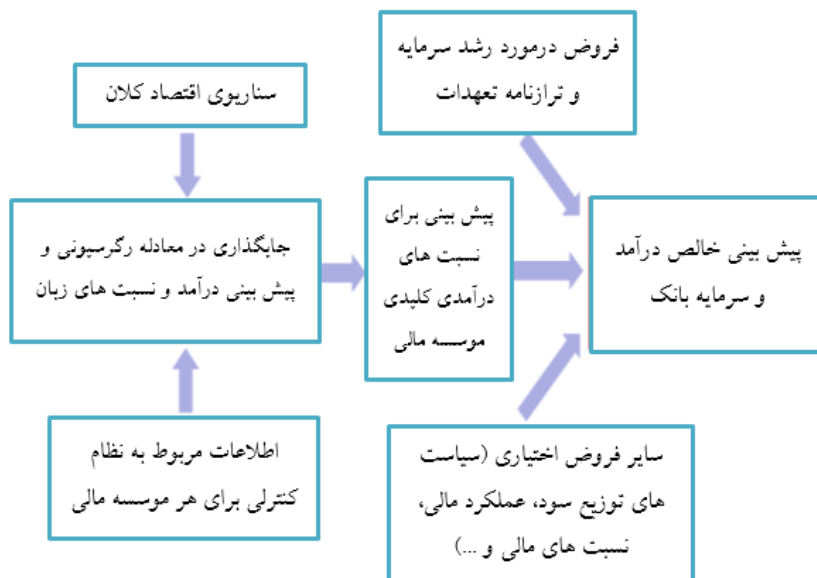 فروض درمورد رشد سرمایه
و ترازنامه تعهدات
سناریوی اقتصاد کلان
جایگذاری در معادله رگرسیونی و
پیش بینی درآمد و نسبت های زبان
پیش بینی برای
نسبت های
درآمدی کلیدی
موسسه مالی
پیش بینی خالص درآمد
و سرمایه بانک
اطلاعات مربوط به نظام
کنترلی برای هر موسسه مالی
سایر فروض اختیاری (سیاست
های توزیع سود، عملکرد مالی،
نسبت های مالی و ...)